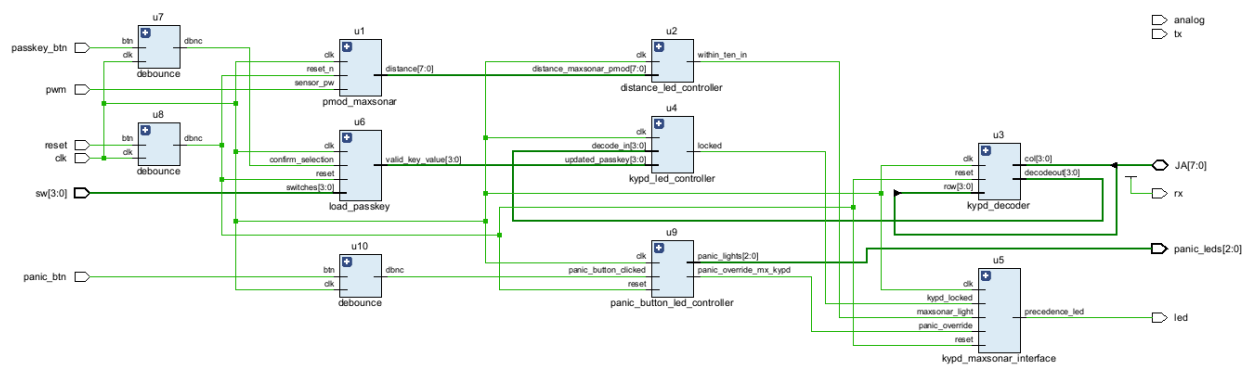 u7
btn
dbnc
clk
debounce
passkey_btn
pwm
u8
btn
dbnc
clk
debounce
reset
clk
sw[3:0]
panic_btn
u1
clk
reset_n
sensor_pw
distance[7:0]
pmod_maxsonar
u6
clk
confirm_selection
reset
switches[3:0]
valid_key_value[3:0]
load_passkey
u10
btn
clk
dbnc
debounce
u2
clk
distance_maxsonar_pmod[7:0]
within_ten_in
distance_led_controller
u4
clk
decode_in[3:0]
updated_passkey[3:0]
locked
kypd_led_controller
u9
clk
panic_button_clicked
reset
panic_lights[2:0]
panic_override_mx_kypd
panic_button_led_controller
u3
clk
reset
row[3:0]
col[3:0]
decodeout[3:0]
kypd_decoder
u5
clk
kypd_locked
maxsonar_light
panic_override
reset
precedence_led
kypd_maxsonar_interface
analog
tx
JA[7:0]
rx
panic_leds[2:0]
led